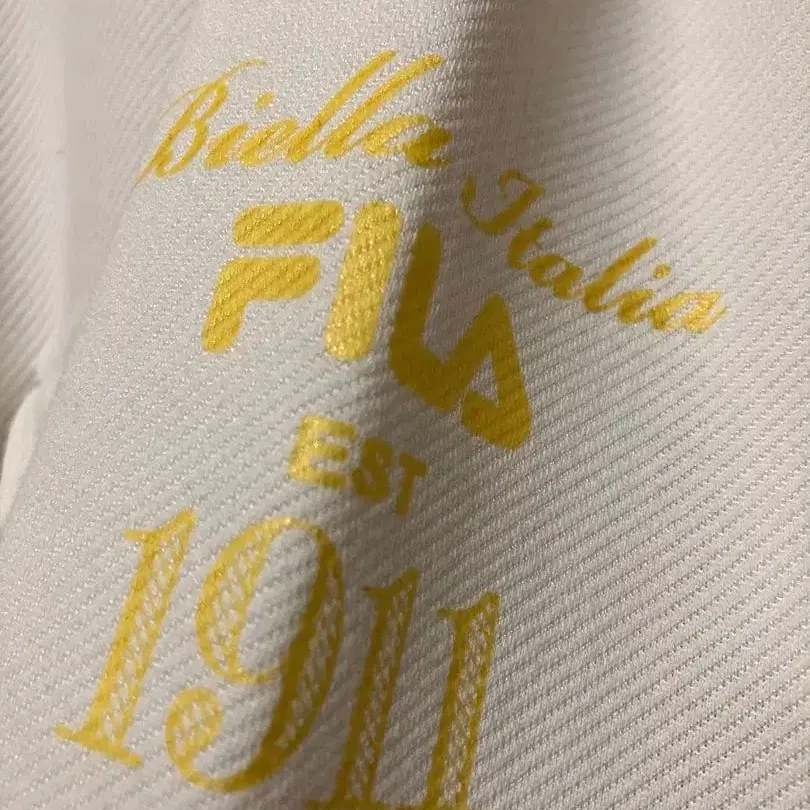 Biella Italia
FILA
EST
1911